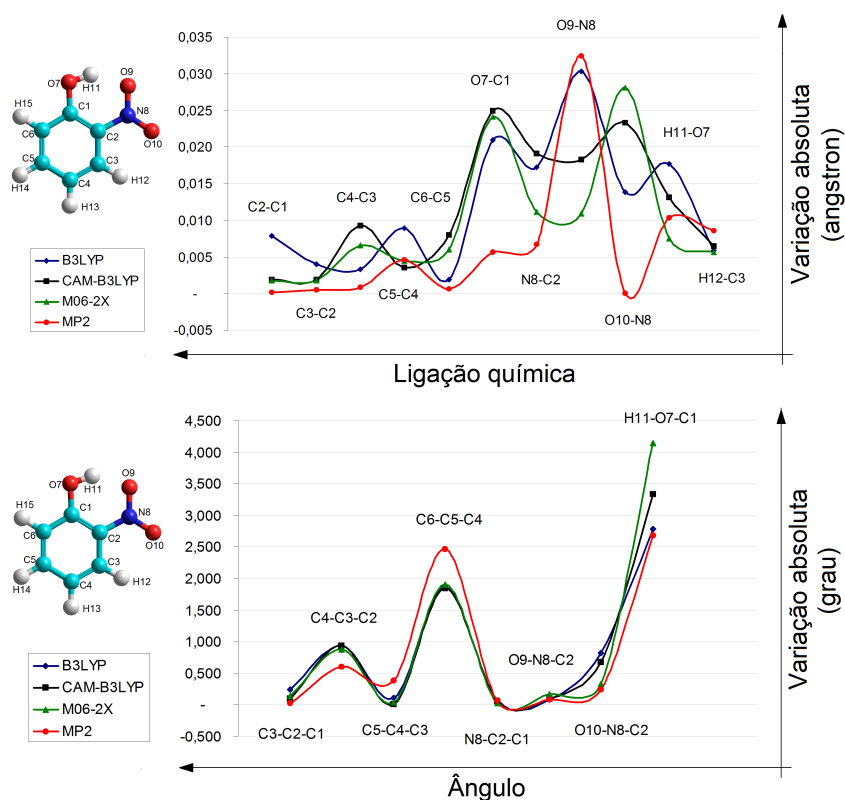 0,035
0,030
0,025
0,020
0,015
0,010
0,005
-
-0,005
C2-C1
C3-C2
C4-C3
C5-C4
C6-C5
O7-C1
N8-C2
O9-N8
O10-N8
H11-O7
H12-C3
Variação absoluta
(angstron)
Ligação química
O7
H11
O9
H15
C1
N8
C6
C2
O10
C5
C3
C4
H14
H12
H13
B3LYP
CAM-B3LYP
M06-2X
MP2
4,500
4,000
3,500
3,000
2,500
2,000
1,500
1,000
0,500
-
-0,500
C3-C2-C1
C4-C3-C2
C5-C4-C3
C6-C5-C4
N8-C2-C1
O9-N8-C2
O10-N8-C2
H11-O7-C1
Variação absoluta
(grau)
Ângulo
O7
H11
O9
H15
C1
N8
C6
C2
O10
C5
C3
C4
H14
H12
H13
B3LYP
CAM-B3LYP
M06-2X
MP2